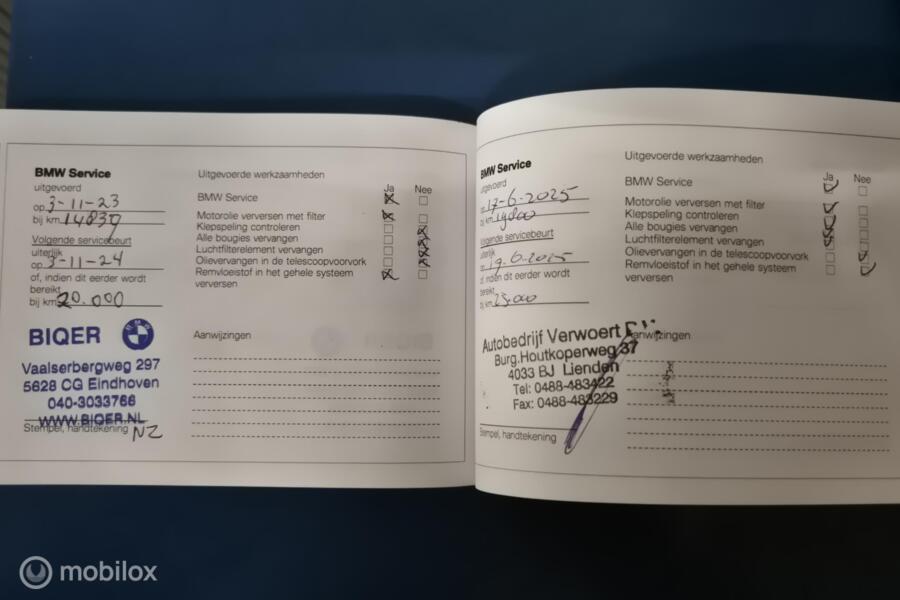 BMW Service
uitgevoerd
op 3-11-23
bij km 14837
Volgende servicebeurt
uiterlijk
op 3-11-24
of, indien dit eerder wordt
bereikt
bij km 20.000
BIQER
Vaalserbergweg 297
5628 CG Eindhoven
040-3033766
WWW.BIQER.NL
Stempel, handtekening NZ
Uitgevoerde werkzaamheden
Ja Nee
BMW Service
Motorolie verversen met filter
Klepspeling controleren
Alle bougies vervangen
Luchtfilterelement vervangen
Olievervangen in de telescoopvoorvork
Remvloeistof in het gehele systeem
verversen
Aanwijzingen
BMW Service
uitgevoerd
op 17-6-2025
bij km
Volgende servicebeurt
uiterlijk
op 19-6-2025
of, indien dit eerder wordt
bereikt
bij km 25.000
Autobedrijf Verwoert
Burg.Houtkoperweg 37
4033 BJ Lienden
Tel: 0488-483422
Fax: 0488-483229
Stempel, handtekening
Uitgevoerde werkzaamheden
Ja Nee
BMW Service
Motorolie verversen met filter
Klepspeling controleren
Alle bougies vervangen
Luchtfilterelement vervangen
Olievervangen in de telescoopvoorvork
Remvloeistof in het gehele systeem
verversen
Aanwijzingen
mobilox